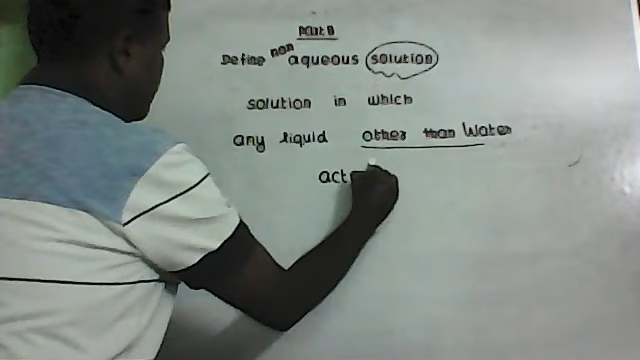 PART B
Define non aqueous solution
solution in which
any liquid other than Water
act